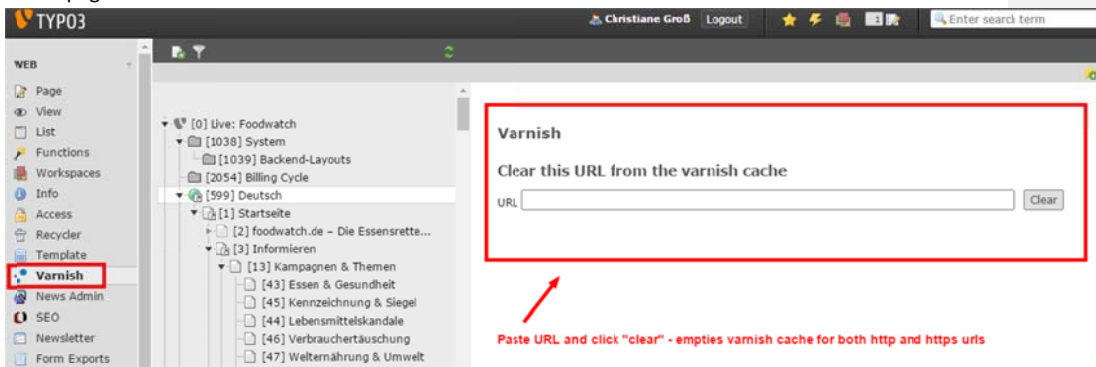 TYPO3
Christiane Groß Logout 1 Enter search term
WEB
Page
View
List
Functions
Workspaces
Info
Access
Recycler
Template
Varnish
News Admin
SEO
Newsletter
Form Exports
[0] Live: Foodwatch
[1038] System
[1039] Backend-Layouts
[2054] Billing Cycle
[599] Deutsch
[1] Startseite
[2] foodwatch.de – Die Essensrette...
[3] Informieren
[13] Kampagnen & Themen
[43] Essen & Gesundheit
[45] Kennzeichnung & Siegel
[44] Lebensmittelskandale
[46] Verbrauchertäuschung
[47] Welternährung & Umwelt
Varnish
Clear this URL from the varnish cache
URL Clear
Paste URL and click "clear" - empties varnish cache for both http and https urls